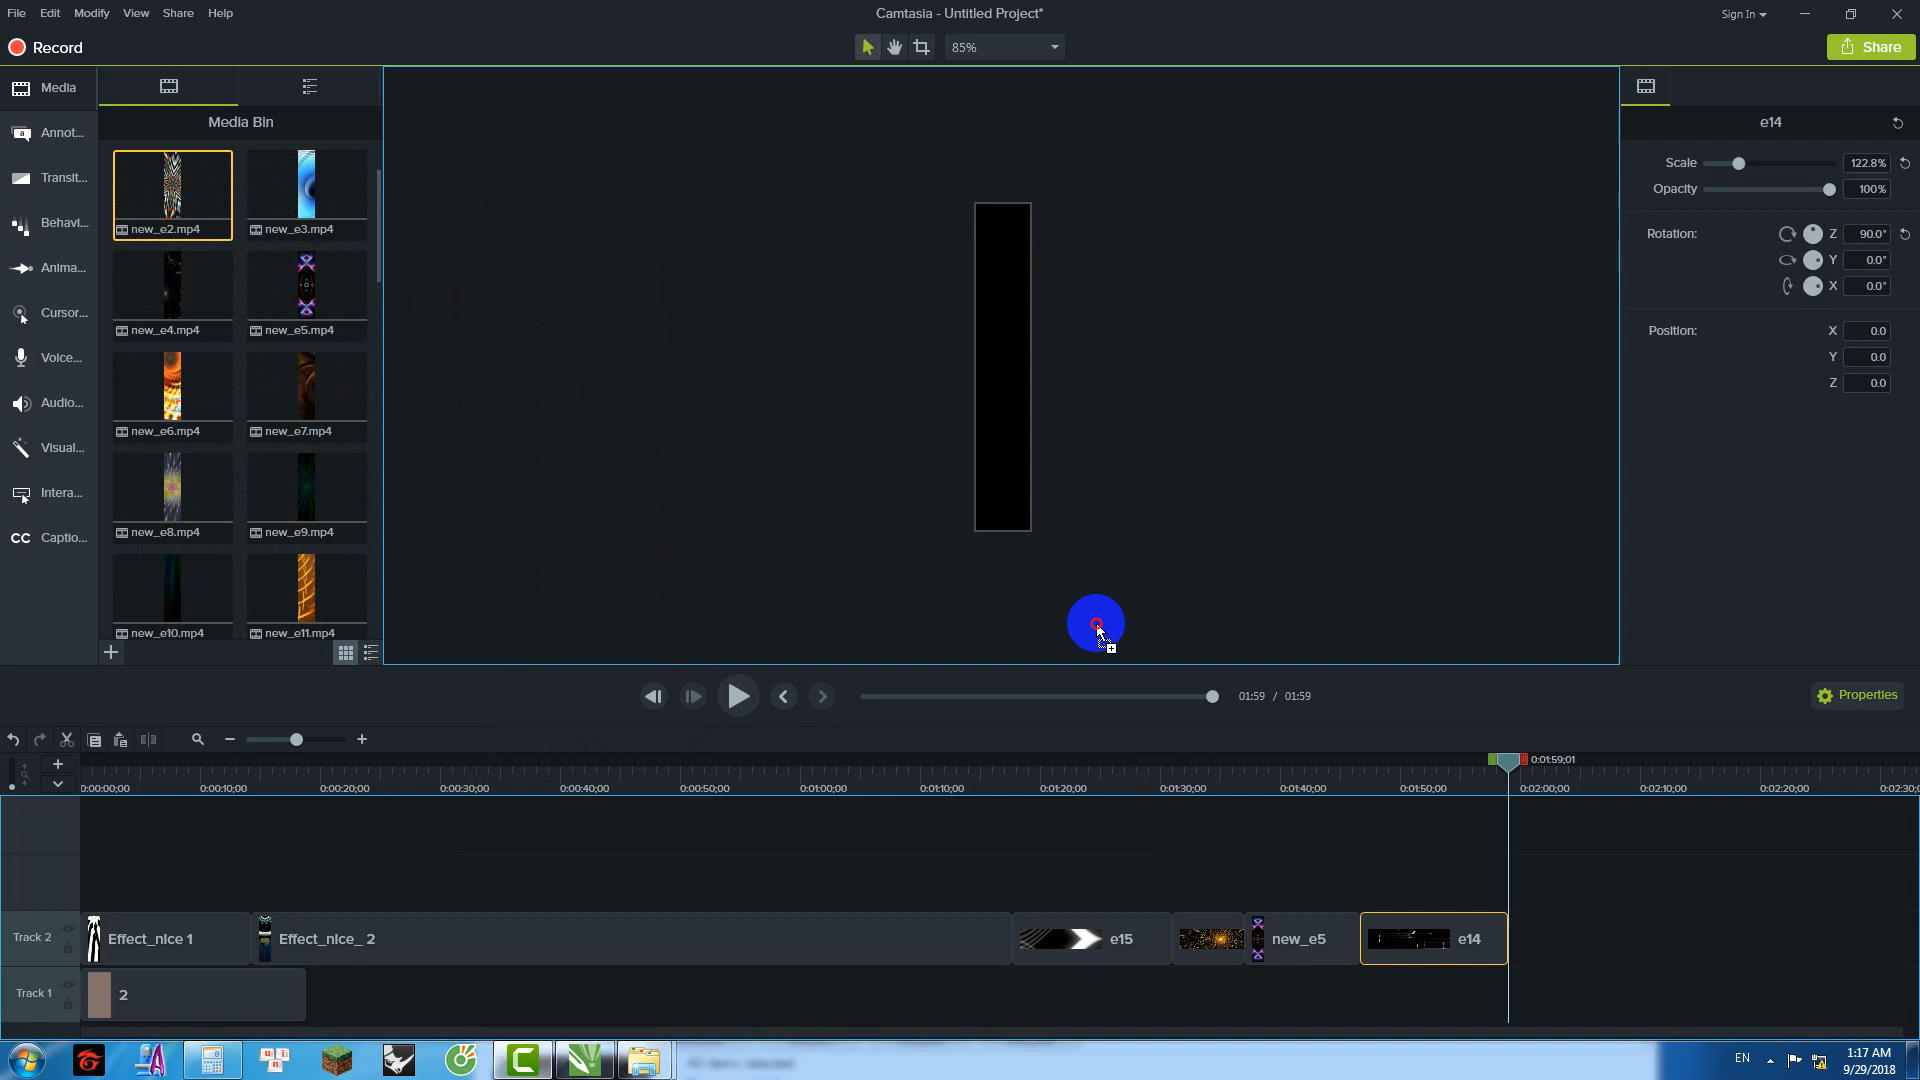 File Edit Modify View Share Help
Camtasia - Untitled Project*
Sign In
Record
85%
Share
Media
Annot...
Transit...
Behavi...
Anima...
Cursor...
Voice...
Audio...
Visual...
Intera...
CC Captio...
Media Bin
new_e2.mp4
new_e3.mp4
new_e4.mp4
new_e5.mp4
new_e6.mp4
new_e7.mp4
new_e8.mp4
new_e9.mp4
new_e10.mp4
new_e11.mp4
e14
Scale 122.8%
Opacity 100%
Rotation: Z 90.0°
Y 0.0°
X 0.0°
Position: X 0.0
Y 0.0
Z 0.0
01:59 / 01:59
Properties
0:01:59;01
0:00:00;00 0:00:10;00 0:00:20;00 0:00:30;00 0:00:40;00 0:00:50;00 0:01:00;00 0:01:10;00 0:01:20;00 0:01:30;00 0:01:40;00 0:01:50;00 0:02:00;00 0:02:10;00 0:02:20;00 0:02:30;0
Track 2
Effect_nice 1
Effect_nice_ 2
e15
new_e5
e14
Track 1
2
EN
1:17 AM
9/29/2018